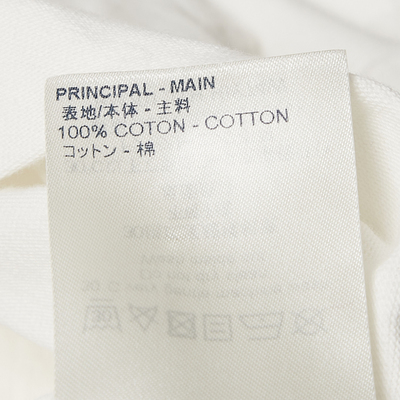 PRINCIPAL - MAIN
表地/本体 - 主料
100% COTON - COTTON
コットン - 棉